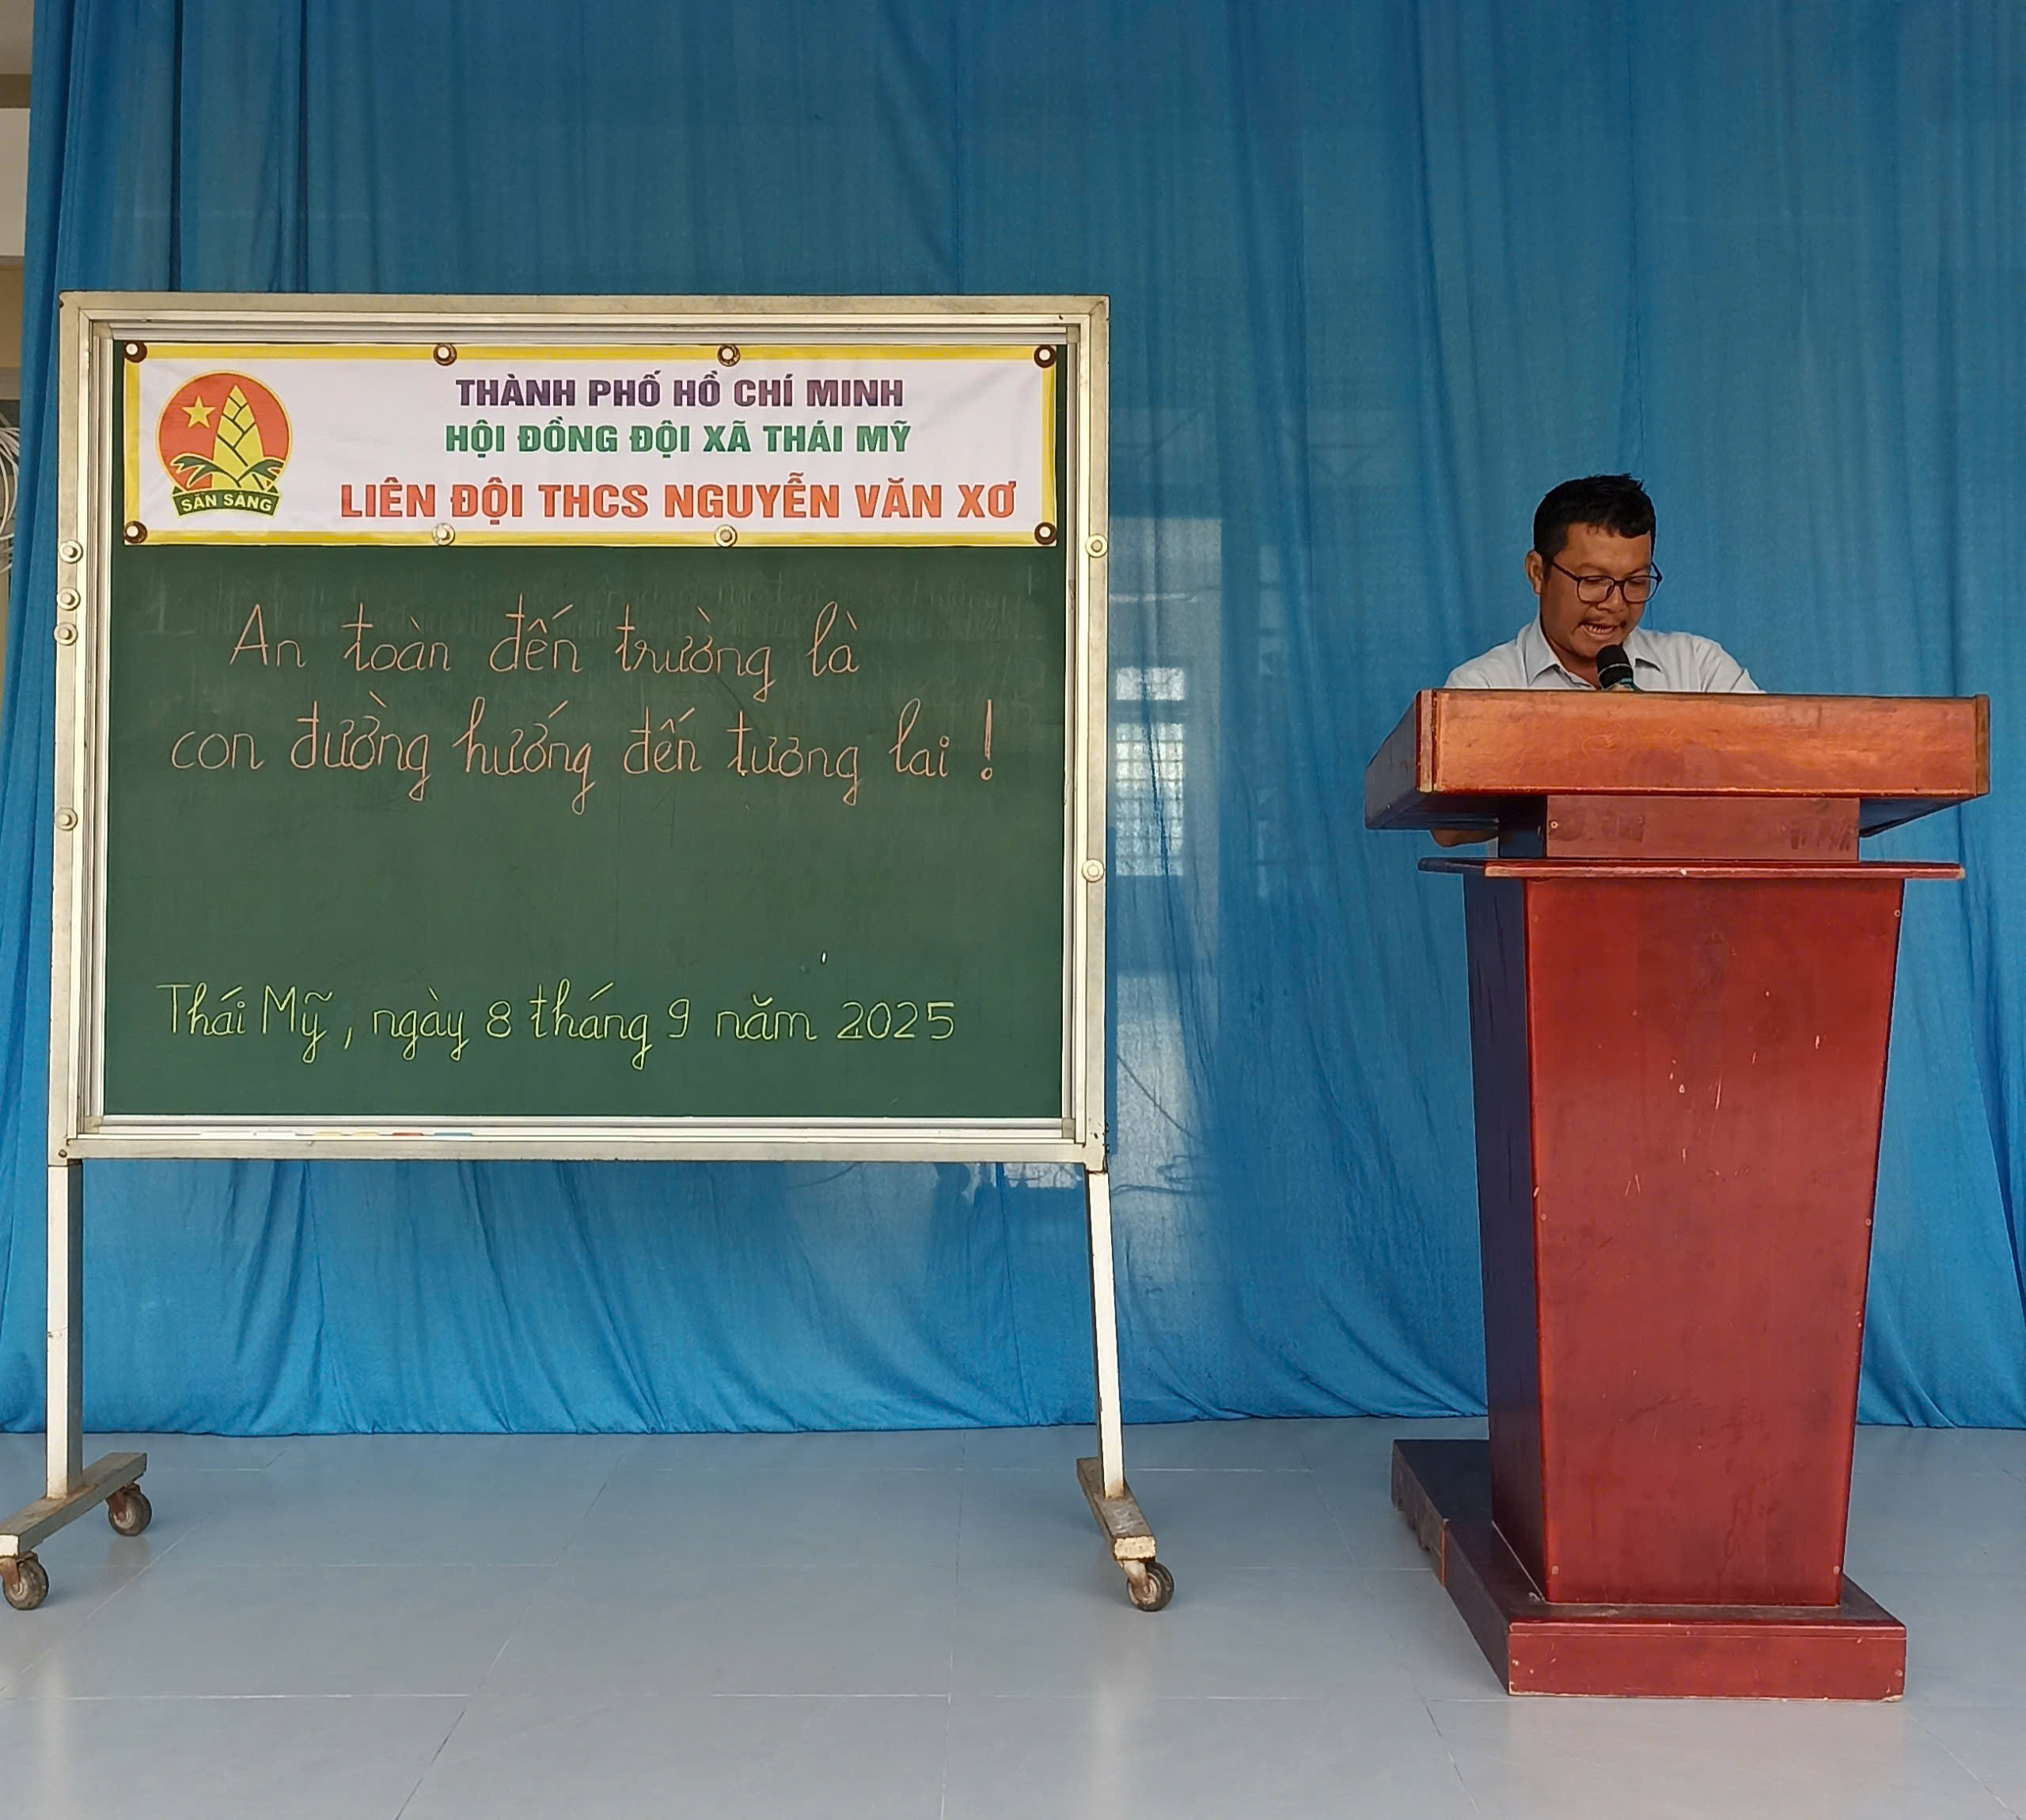 THÀNH PHỐ HỒ CHÍ MINH
HỘI ĐỒNG ĐỘI XÃ THÁI MỸ
LIÊN ĐỘI THCS NGUYỄN VĂN XƠ
SẴN SÀNG
An toàn đến trường là
con đường hướng đến tương lai !
Thái Mỹ, ngày 8 tháng 9 năm 2025